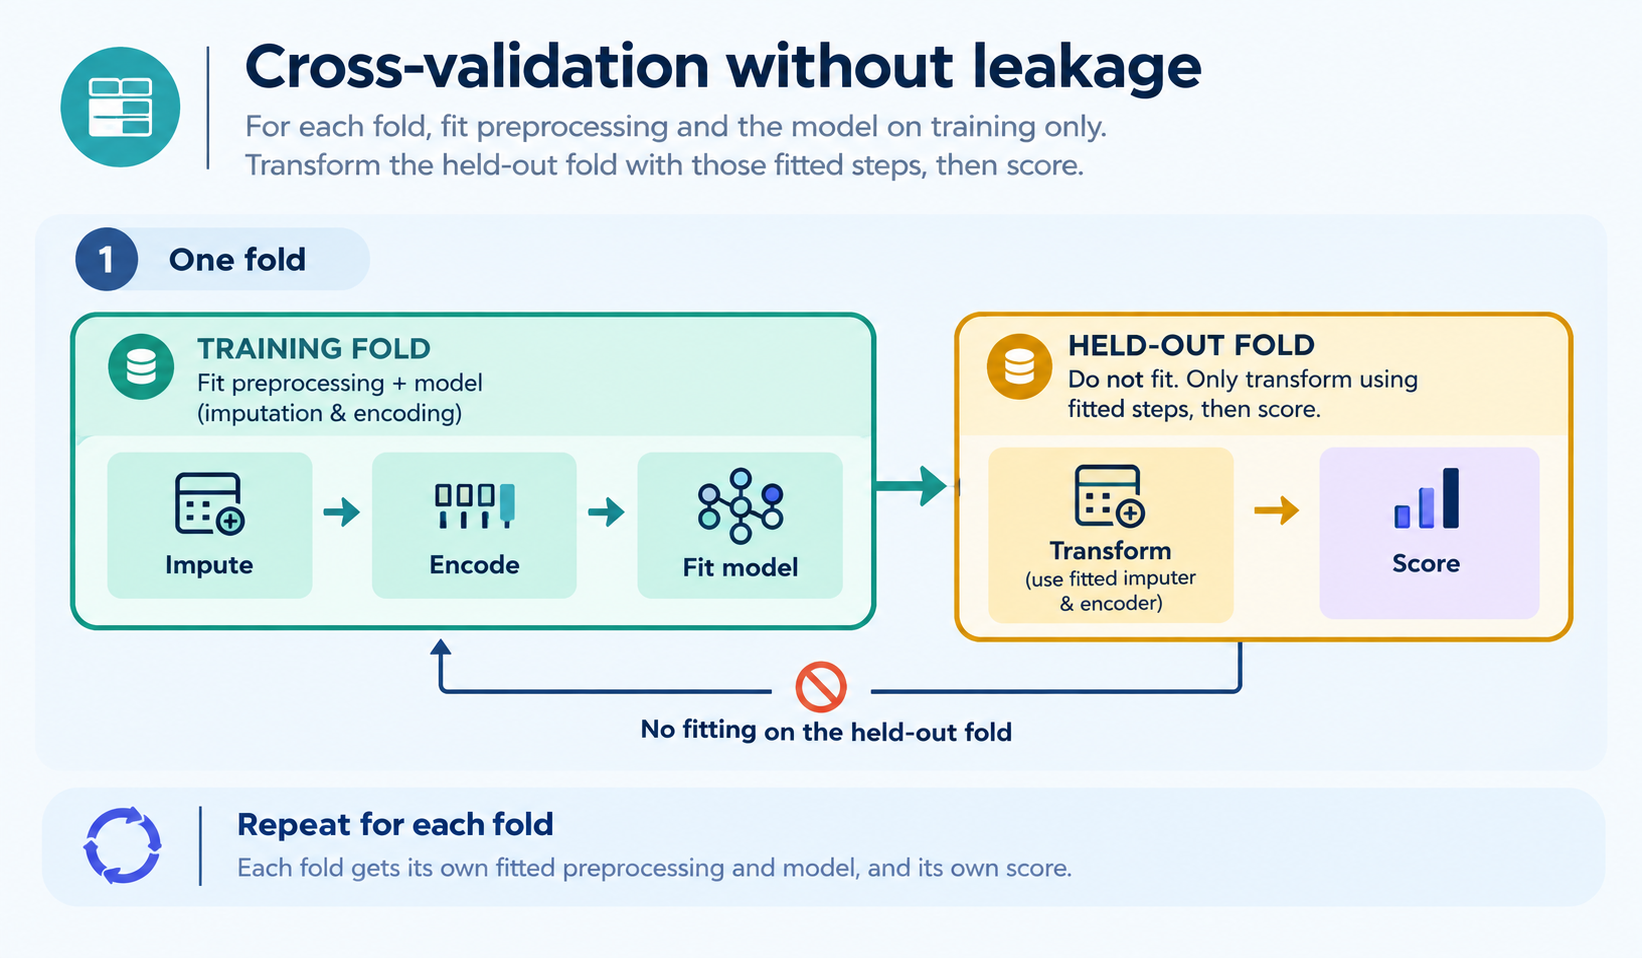 Cross-validation without leakage
For each fold, fit preprocessing and the model on training only.
Transform the held-out fold with those fitted steps, then score.
1
One fold
TRAINING FOLD
Fit preprocessing + model
(imputation & encoding)
Impute
Encode
Fit model
HELD-OUT FOLD
Do not fit. Only transform using
fitted steps, then score.
Transform
(use fitted imputer
& encoder)
Score
No fitting on the held-out fold
Repeat for each fold
Each fold gets its own fitted preprocessing and model, and its own score.